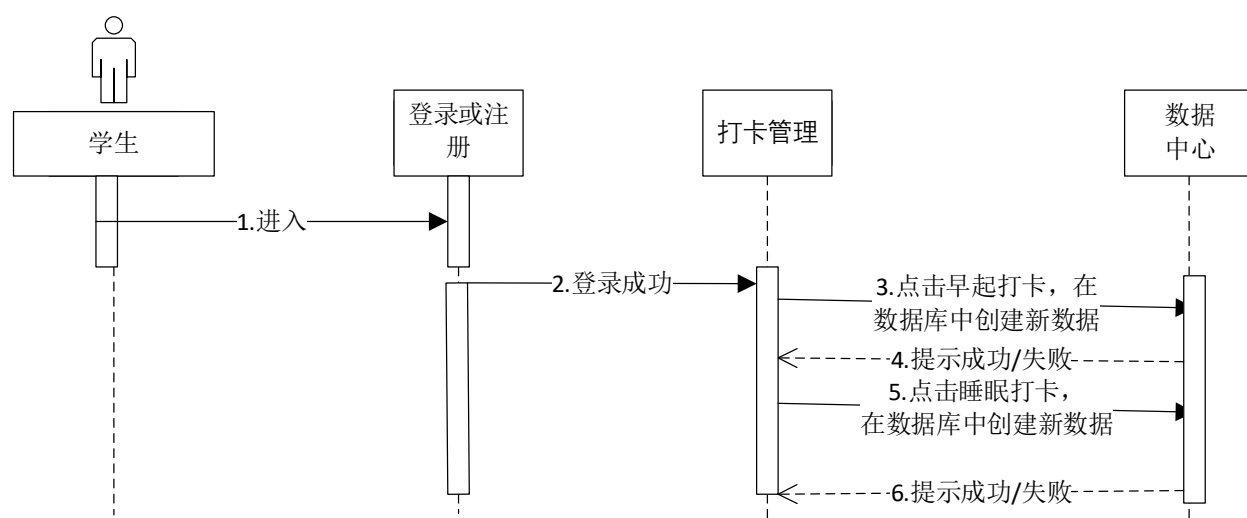 学生
登录或注
册
打卡管理
数据
中心
1.进入
2.登录成功
3.点击早起打卡，在
数据库中创建新数据
4.提示成功/失败
5.点击睡眠打卡，
在数据库中创建新数据
6.提示成功/失败